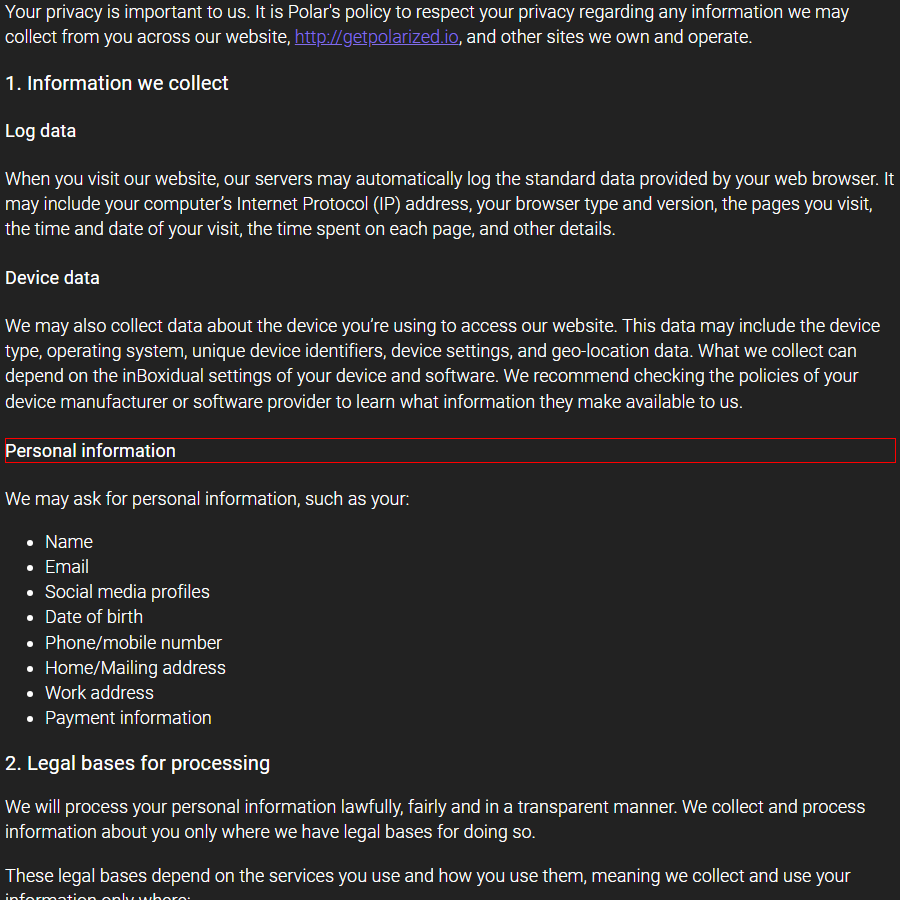 Your privacy is important to us. It is Polar's policy to respect your privacy regarding any information we may
collect from you across our website, http://getpolarized.io, and other sites we own and operate.
1. Information we collect
Log data
When you visit our website, our servers may automatically log the standard data provided by your web browser. It
may include your computer’s Internet Protocol (IP) address, your browser type and version, the pages you visit,
the time and date of your visit, the time spent on each page, and other details.
Device data
We may also collect data about the device you’re using to access our website. This data may include the device
type, operating system, unique device identifiers, device settings, and geo-location data. What we collect can
depend on the inBoxidual settings of your device and software. We recommend checking the policies of your
device manufacturer or software provider to learn what information they make available to us.
Personal information
We may ask for personal information, such as your:
• Name
• Email
• Social media profiles
• Date of birth
• Phone/mobile number
• Home/Mailing address
• Work address
• Payment information
2. Legal bases for processing
We will process your personal information lawfully, fairly and in a transparent manner. We collect and process
information about you only where we have legal bases for doing so.
These legal bases depend on the services you use and how you use them, meaning we collect and use your
information only where: